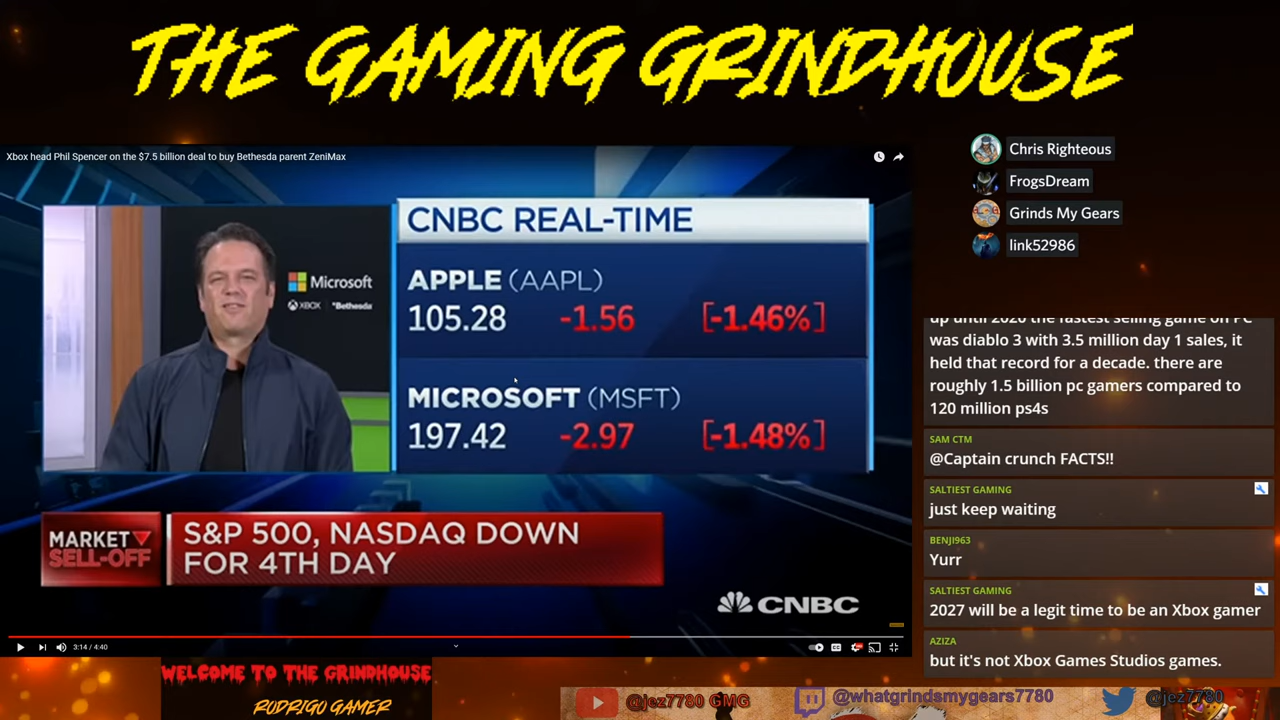 THE GAMING GRINDHOUSE
Xbox head Phil Spencer on the $7.5 billion deal to buy Bethesda parent ZeniMax
Microsoft
XBOX
Bethesda
CNBC REAL-TIME
APPLE (AAPL)
105.28 -1.56 [-1.46%]
MICROSOFT (MSFT)
197.42 -2.97 [-1.48%]
MARKET
SELL-OFF
S&P 500, NASDAQ DOWN
FOR 4TH DAY
CNBC
3:14 / 4:40
Chris Righteous
FrogsDream
Grinds My Gears
link52986
up until 2020 the fastest selling game on PC
was diablo 3 with 3.5 million day 1 sales, it
held that record for a decade. there are
roughly 1.5 billion pc gamers compared to
120 million ps4s
SAM CTM
@Captain crunch FACTS!!
SALTIEST GAMING
just keep waiting
BENJI963
Yurr
SALTIEST GAMING
2027 will be a legit time to be an Xbox gamer
AZIZA
but it's not Xbox Games Studios games.
WELCOME TO THE GRINDHOUSE
RODRIGO GAMER
@jez7780 GMG
@whatgrindsmygears7780
@jez7780